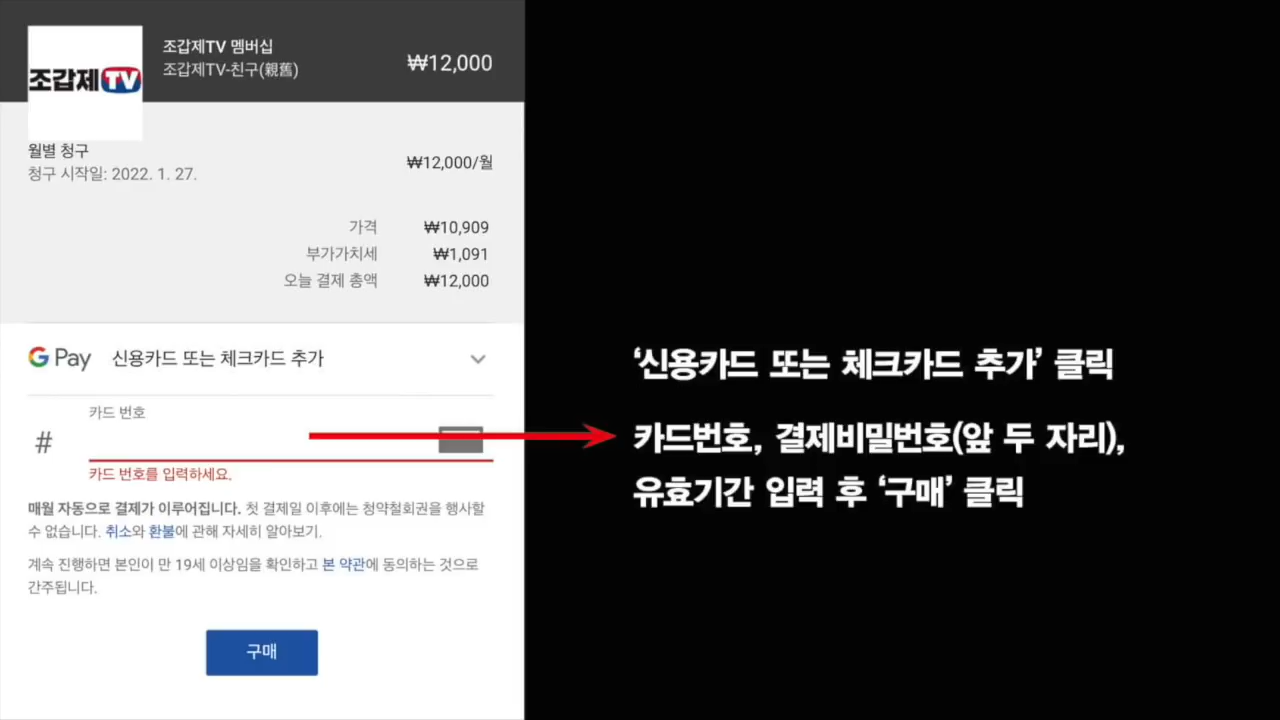 조갑제TV
조갑제TV 멤버십
조갑제TV-친구(親舊)
₩12,000
월별 청구
청구 시작일: 2022. 1. 27.
₩12,000/월
가격 ₩10,909
부가가치세 ₩1,091
오늘 결제 총액 ₩12,000
G Pay 신용카드 또는 체크카드 추가
카드 번호
#
카드 번호를 입력하세요.
매월 자동으로 결제가 이루어집니다. 첫 결제일 이후에는 청약철회권을 행사할
수 없습니다. 취소와 환불에 관해 자세히 알아보기.
계속 진행하면 본인이 만 19세 이상임을 확인하고 본 약관에 동의하는 것으로
간주됩니다.
구매
‘신용카드 또는 체크카드 추가’ 클릭
카드번호, 결제비밀번호(앞 두 자리),
유효기간 입력 후 ‘구매’ 클릭